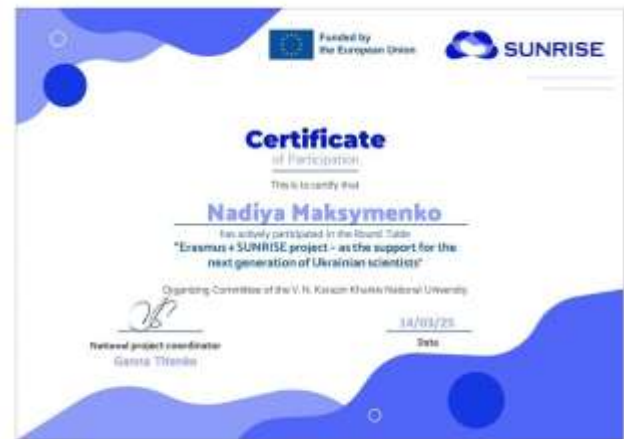 Funded by
the European Union
SUNRISE
Certificate
of Participation
This is to certify that
Nadiya Maksymenko
has actively participated in the Round Table
"Erasmus + SUNRISE project - as the support for the
next generation of Ukrainian scientists"
Organizing Committee of the V. N. Karazin Kharkiv National University
14/03/25
National project coordinator
Date
Ganna